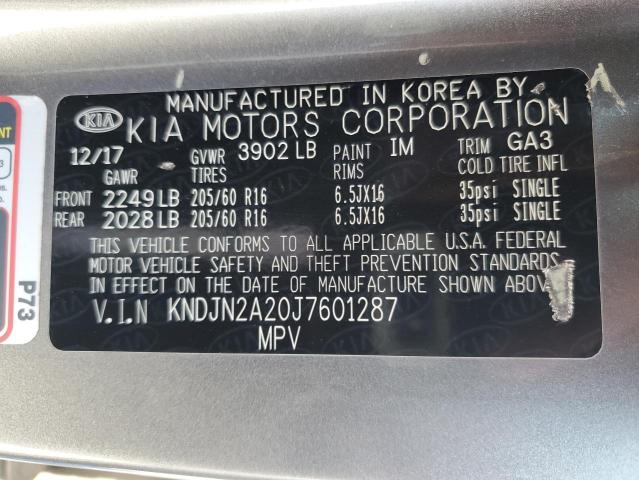 MANUFACTURED IN KOREA BY
KIA KIA MOTORS CORPORATION
12/17 GVWR 3902 LB PAINT IM TRIM GA3
GAWR TIRES RIMS COLD TIRE INFL
FRONT 2249 LB 205/60 R16 6.5JX16 35psi SINGLE
REAR 2028 LB 205/60 R16 6.5JX16 35psi SINGLE
THIS VEHICLE CONFORMS TO ALL APPLICABLE U.S.A. FEDERAL
MOTOR VEHICLE SAFETY AND THEFT PREVENTION STANDARDS
IN EFFECT ON THE DATE OF MANUFACTURE SHOWN ABOVE
V.I.N KNDJN2A20J7601287
MPV
P73